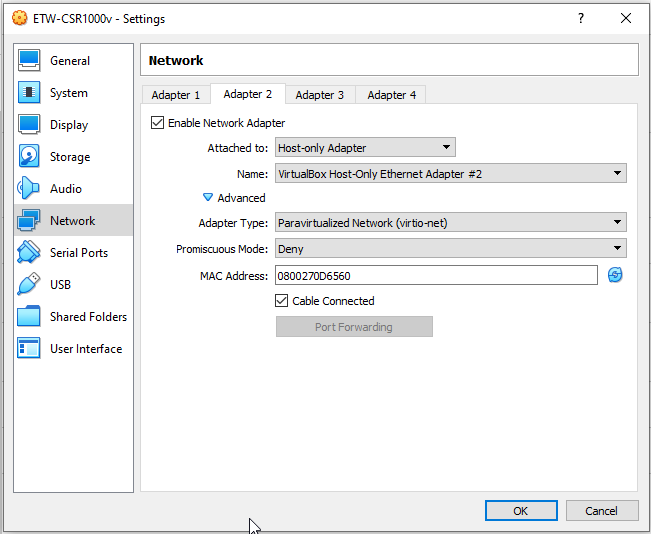 ETW-CSR1000v - Settings
?
General
System
Display
Storage
Audio
Network
Serial Ports
USB
Shared Folders
User Interface
Network
Adapter 1 Adapter 2 Adapter 3 Adapter 4
Enable Network Adapter
Attached to: Host-only Adapter
Name: VirtualBox Host-Only Ethernet Adapter #2
Advanced
Adapter Type: Paravirtualized Network (virtio-net)
Promiscuous Mode: Deny
MAC Address: 0800270D6560
Cable Connected
Port Forwarding
OK Cancel